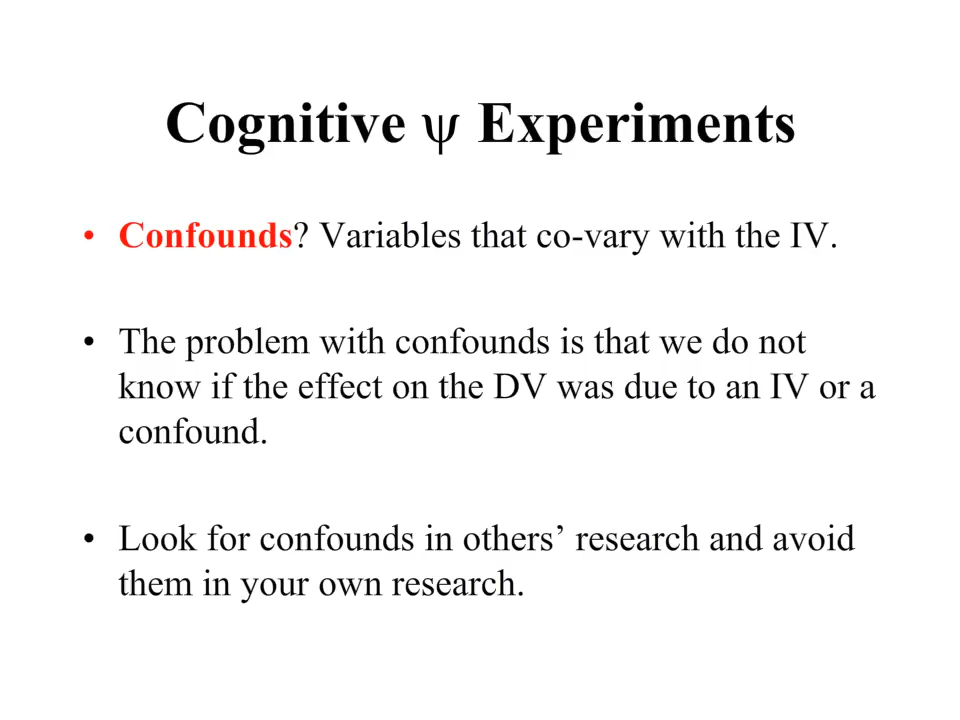 Cognitive ψ Experiments
• Confounds? Variables that co-vary with the IV.
• The problem with confounds is that we do not
know if the effect on the DV was due to an IV or a
confound.
• Look for confounds in others’ research and avoid
them in your own research.